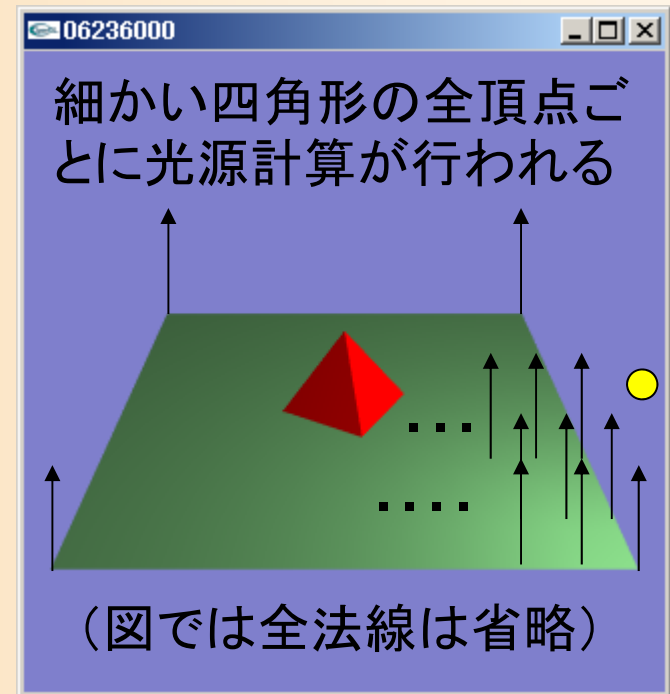 06236000
細かい四角形の全頂点ご
とに光源計算が行われる
・・・
・・・・
（図では全法線は省略）